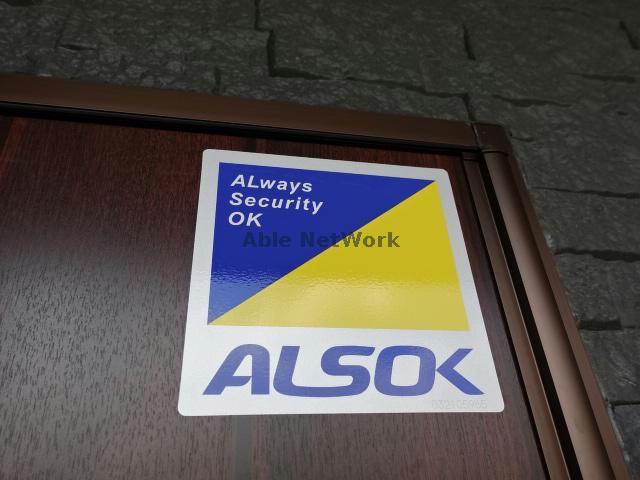 ALways
Security
OK
Able NetWork
ALSOK